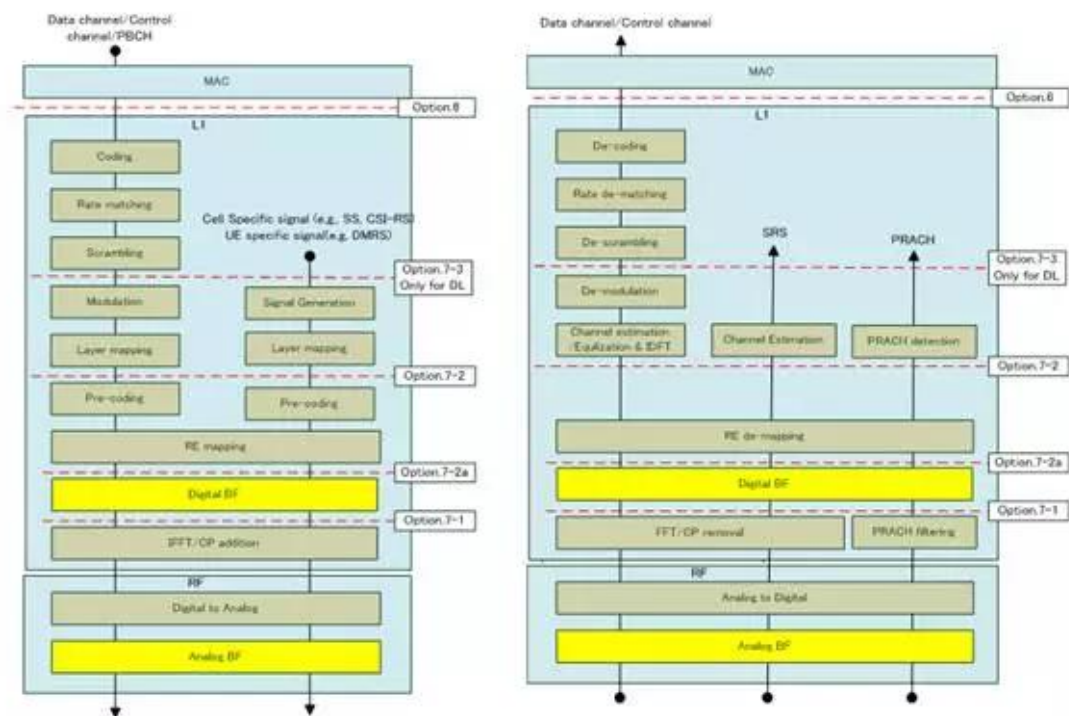 Data channel/Control
channel/PBCH
MAC
Option.6
L1
Coding
Rate matching
Cell Specific signal (e.g., SS, CSI-RS)
UE specific signal(e.g. DMRS)
Scrambling
Option.7-3
Only for DL
Modulation
Signal Generation
Layer mapping
Layer mapping
Option.7-2
Pre-coding
Pre-coding
RE mapping
Option.7-2a
Digital BF
Option.7-1
IFFT/CP addition
RF
Digital to Analog
Analog BF
Data channel/Control channel
MAC
Option.6
L1
De-coding
Rate de-matching
De-scrambling
SRS
PRACH
Option.7-3
Only for DL
De-modulation
Channel estimation
/Equlization & IDFT
Channel Estimation
PRACH detection
Option.7-2
RE de-mapping
Option.7-2a
Digital BF
Option.7-1
FFT/CP removal
PRACH filtering
RF
Analog to Digital
Analog BF